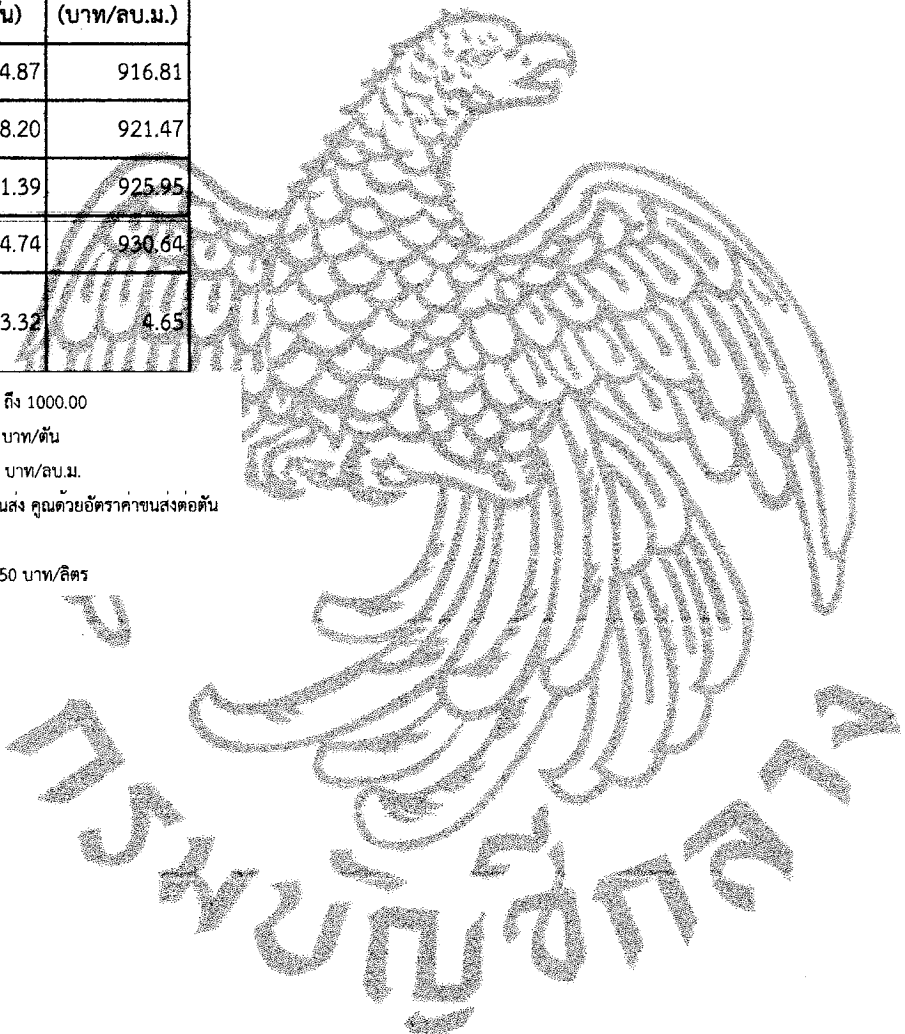 น) (บาท/ลบ.ม.)
4.87 916.81
8.20 921.47
1.39 925.95
4.74 930.64
3.32 4.65
ถึง 1000.00
บาท/ตัน
บาท/ลบ.ม.
นส่ง คูณด้วยอัตราค่าขนส่งต่อตัน
50 บาท/ลิตร
กรมบัญชีกลาง